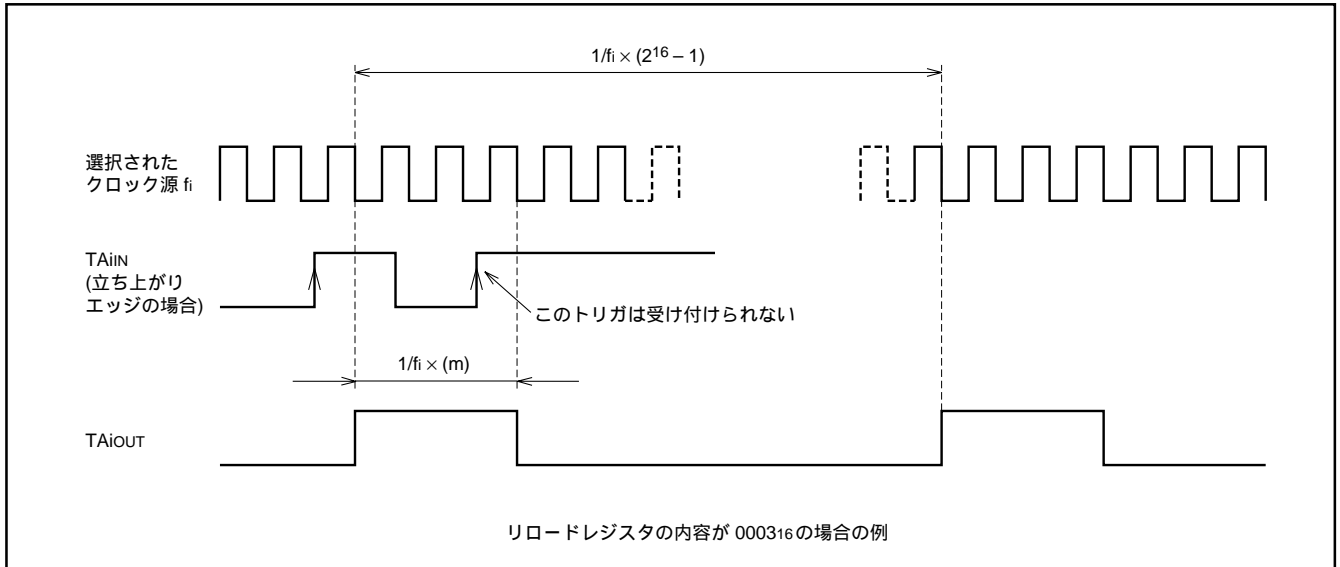 1/fi × (2¹⁶ – 1)
選択された
クロック源 fi
TAiIN
(立ち上がり
エッジの場合)
このトリガは受け付けられない
1/fi × (m)
TAiOUT
リロードレジスタの内容が 0003₁₆の場合の例